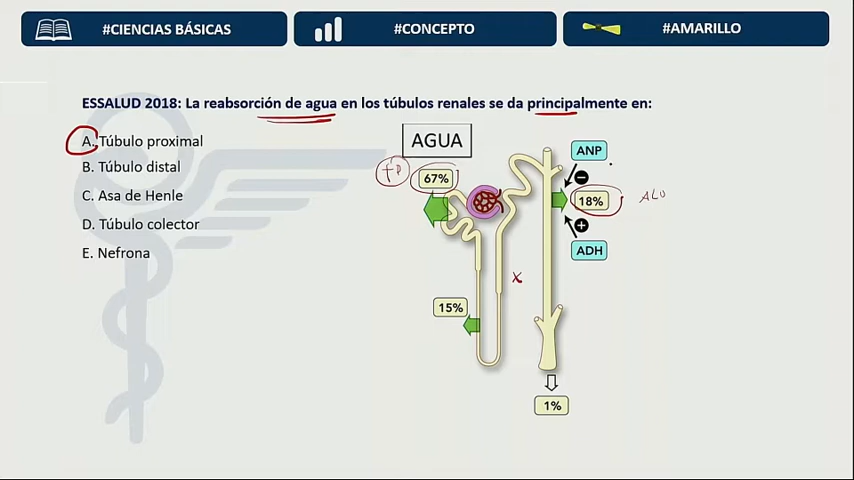 #CIENCIAS BÁSICAS
#CONCEPTO
#AMARILLO
ESSALUD 2018: La reabsorción de agua en los túbulos renales se da principalmente en:
A. Túbulo proximal
B. Túbulo distal
C. Asa de Henle
D. Túbulo colector
E. Nefrona
AGUA
ANP
67%
18%
ADH
15%
1%
x